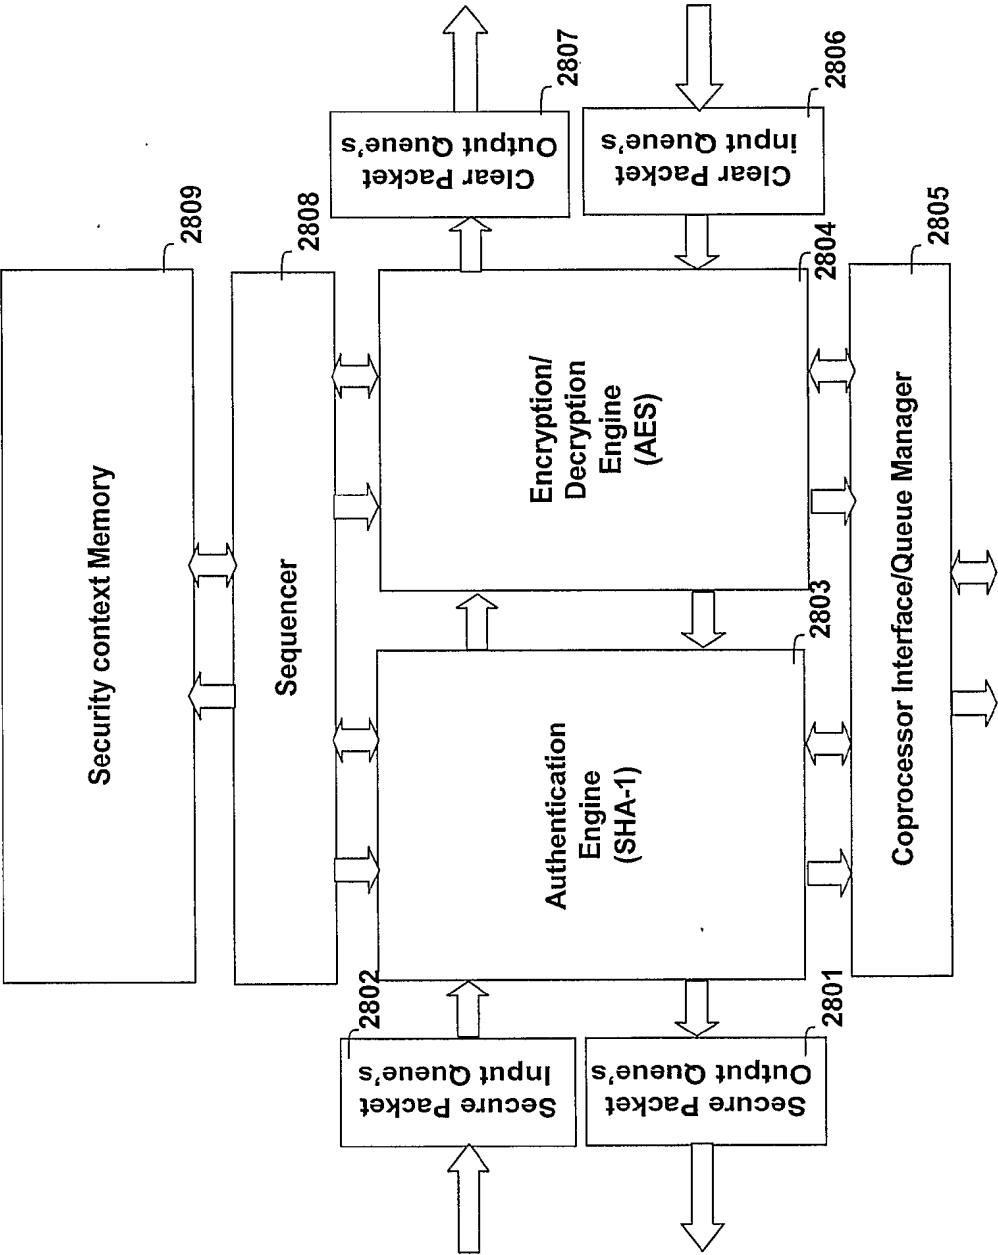 Security context Memory
2809
Sequencer
2808
Secure Packet
Input Queue's
2802
Secure Packet
Output Queue's
2801
Authentication
Engine
(SHA-1)
2803
Encryption/
Decryption
Engine
(AES)
2804
Clear Packet
Output Queue's
2807
Clear Packet
input Queue's
2806
Coprocessor Interface/Queue Manager
2805